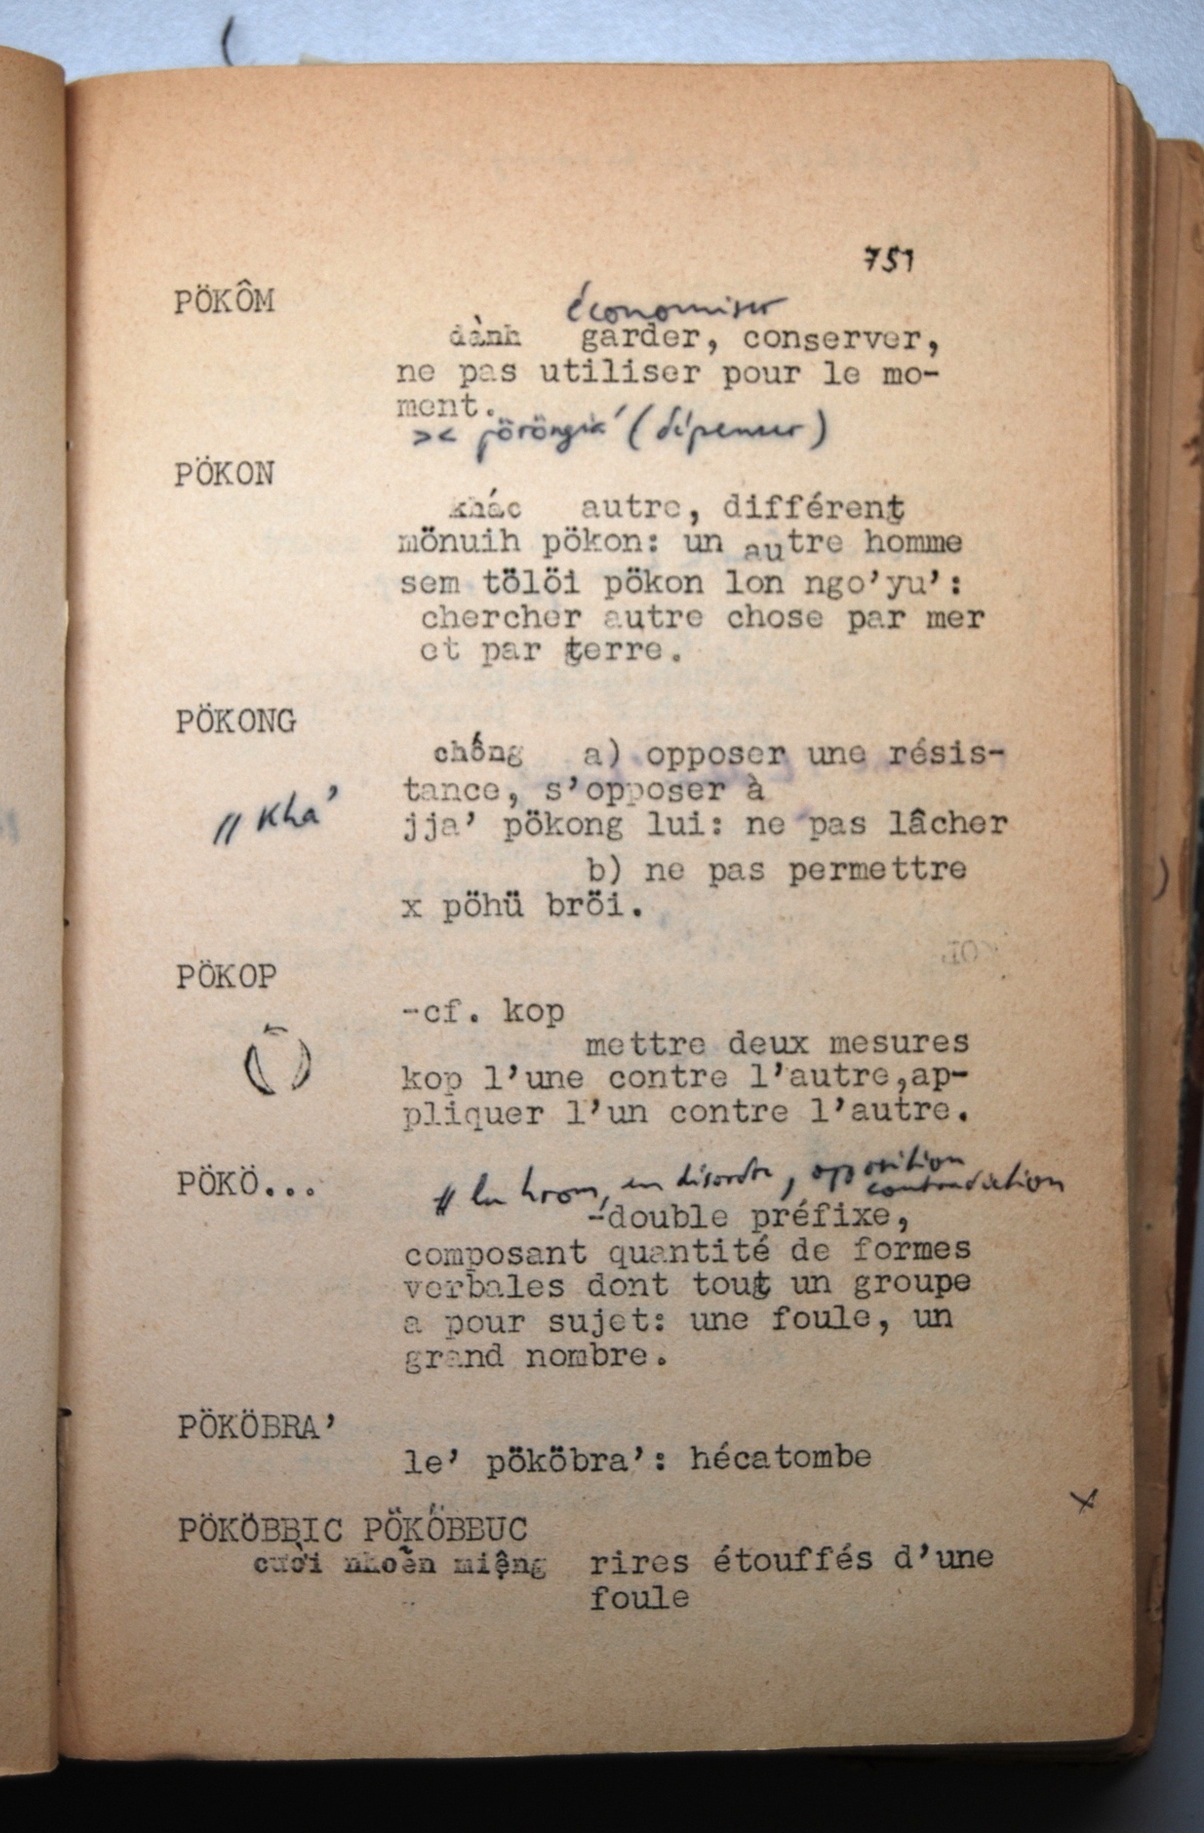 751
PÖKÔM
économiser
dành garder, conserver,
ne pas utiliser pour le mo-
ment.
>< pöröngia' (dépenser)
PÖKON
khác autre, différent
mönuih pökon: un autre homme
sem tölöi pökon lon ngo'yu':
chercher autre chose par mer
et par terre.
PÖKONG
chống a) opposer une résis-
tance, s'opposer à
// kha'
jja' pökong lui: ne pas lâcher
b) ne pas permettre
x pöhü bröi.
PÖKOP
-cf. kop
mettre deux mesures
kop l'une contre l'autre,ap-
pliquer l'un contre l'autre.
PÖKÖ...
// lu hrom, en désordre, opposition
contradiction
-double préfixe,
composant quantité de formes
verbales dont tout un groupe
a pour sujet: une foule, un
grand nombre.
PÖKÖBRA'
le' pököbra': hécatombe
x
PÖKÖBBIC PÖKÖBBUC
cười nhoẻn miệng rires étouffés d'une
foule